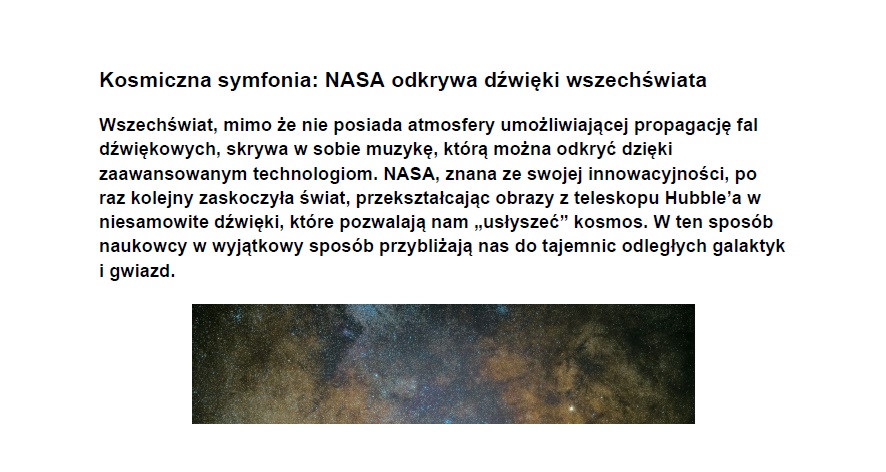 Kosmiczna symfonia: NASA odkrywa dźwięki wszechświata
Wszechświat, mimo że nie posiada atmosfery umożliwiającej propagację fal
dźwiękowych, skrywa w sobie muzykę, którą można odkryć dzięki
zaawansowanym technologiom. NASA, znana ze swojej innowacyjności, po
raz kolejny zaskoczyła świat, przekształcając obrazy z teleskopu Hubble’a w
niesamowite dźwięki, które pozwalają nam „usłyszeć” kosmos. W ten sposób
naukowcy w wyjątkowy sposób przybliżają nas do tajemnic odległych galaktyk
i gwiazd.